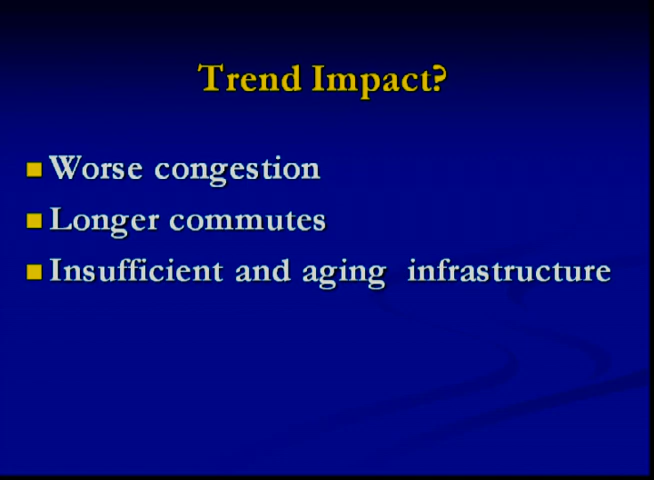 Trend Impact?
Worse congestion
Longer commutes
Insufficient and aging infrastructure